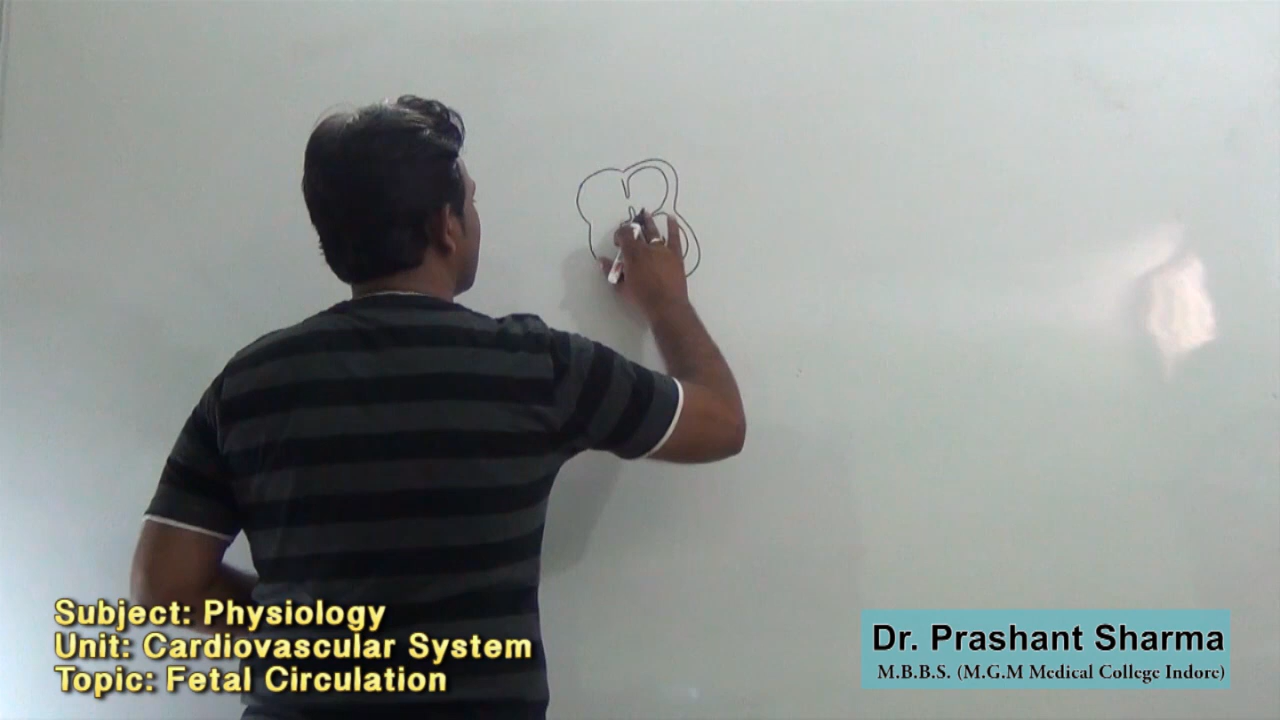 Subject: Physiology
Unit: Cardiovascular System
Topic: Fetal Circulation
Dr. Prashant Sharma
M.B.B.S. (M.G.M Medical College Indore)